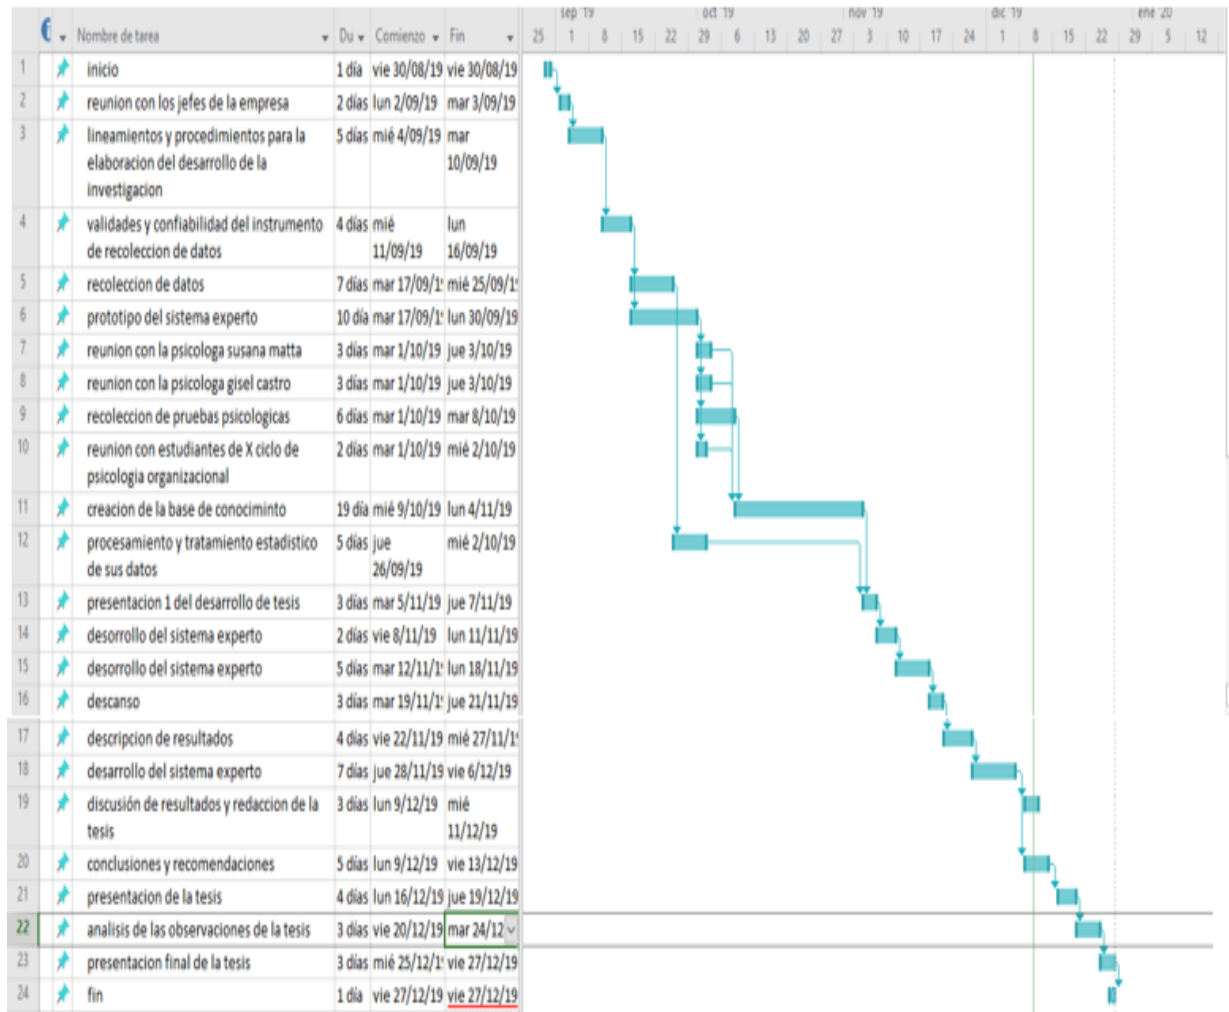 sep '19 oct '19 nov '19 dic '19 ene '20
Nombre de tarea Du Comienzo Fin 25 1 8 15 22 29 6 13 20 27 3 10 17 24 1 8 15 22 29 5 12
1 inicio 1 día vie 30/08/19 vie 30/08/19
2 reunion con los jefes de la empresa 2 días lun 2/09/19 mar 3/09/19
3 lineamientos y procedimientos para la 5 días mié 4/09/19 mar
elaboracion del desarrollo de la 10/09/19
investigacion
4 validades y confiabilidad del instrumento 4 días mié lun
de recoleccion de datos 11/09/19 16/09/19
5 recoleccion de datos 7 días mar 17/09/1 mié 25/09/1
6 prototipo del sistema experto 10 día mar 17/09/1 lun 30/09/19
7 reunion con la psicologa susana matta 3 días mar 1/10/19 jue 3/10/19
8 reunion con la psicologa gisel castro 3 días mar 1/10/19 jue 3/10/19
9 recoleccion de pruebas psicologicas 6 días mar 1/10/19 mar 8/10/19
10 reunion con estudiantes de X ciclo de 2 días mar 1/10/19 mié 2/10/19
psicologia organizacional
11 creacion de la base de conociminto 19 día mié 9/10/19 lun 4/11/19
12 procesamiento y tratamiento estadistico 5 días jue mié 2/10/19
de sus datos 26/09/19
13 presentacion 1 del desarrollo de tesis 3 días mar 5/11/19 jue 7/11/19
14 desorrollo del sistema experto 2 días vie 8/11/19 lun 11/11/19
15 desorrollo del sistema experto 5 días mar 12/11/1 lun 18/11/19
16 descanso 3 días mar 19/11/1 jue 21/11/19
17 descripcion de resultados 4 días vie 22/11/19 mié 27/11/1
18 desarrollo del sistema experto 7 días jue 28/11/19 vie 6/12/19
19 discusión de resultados y redaccion de la 3 días lun 9/12/19 mié
tesis 11/12/19
20 conclusiones y recomendaciones 5 días lun 9/12/19 vie 13/12/19
21 presentacion de la tesis 4 días lun 16/12/19 jue 19/12/19
22 analisis de las observaciones de la tesis 3 días vie 20/12/19 mar 24/12
23 presentacion final de la tesis 3 días mié 25/12/1 vie 27/12/19
24 fin 1 día vie 27/12/19 vie 27/12/19